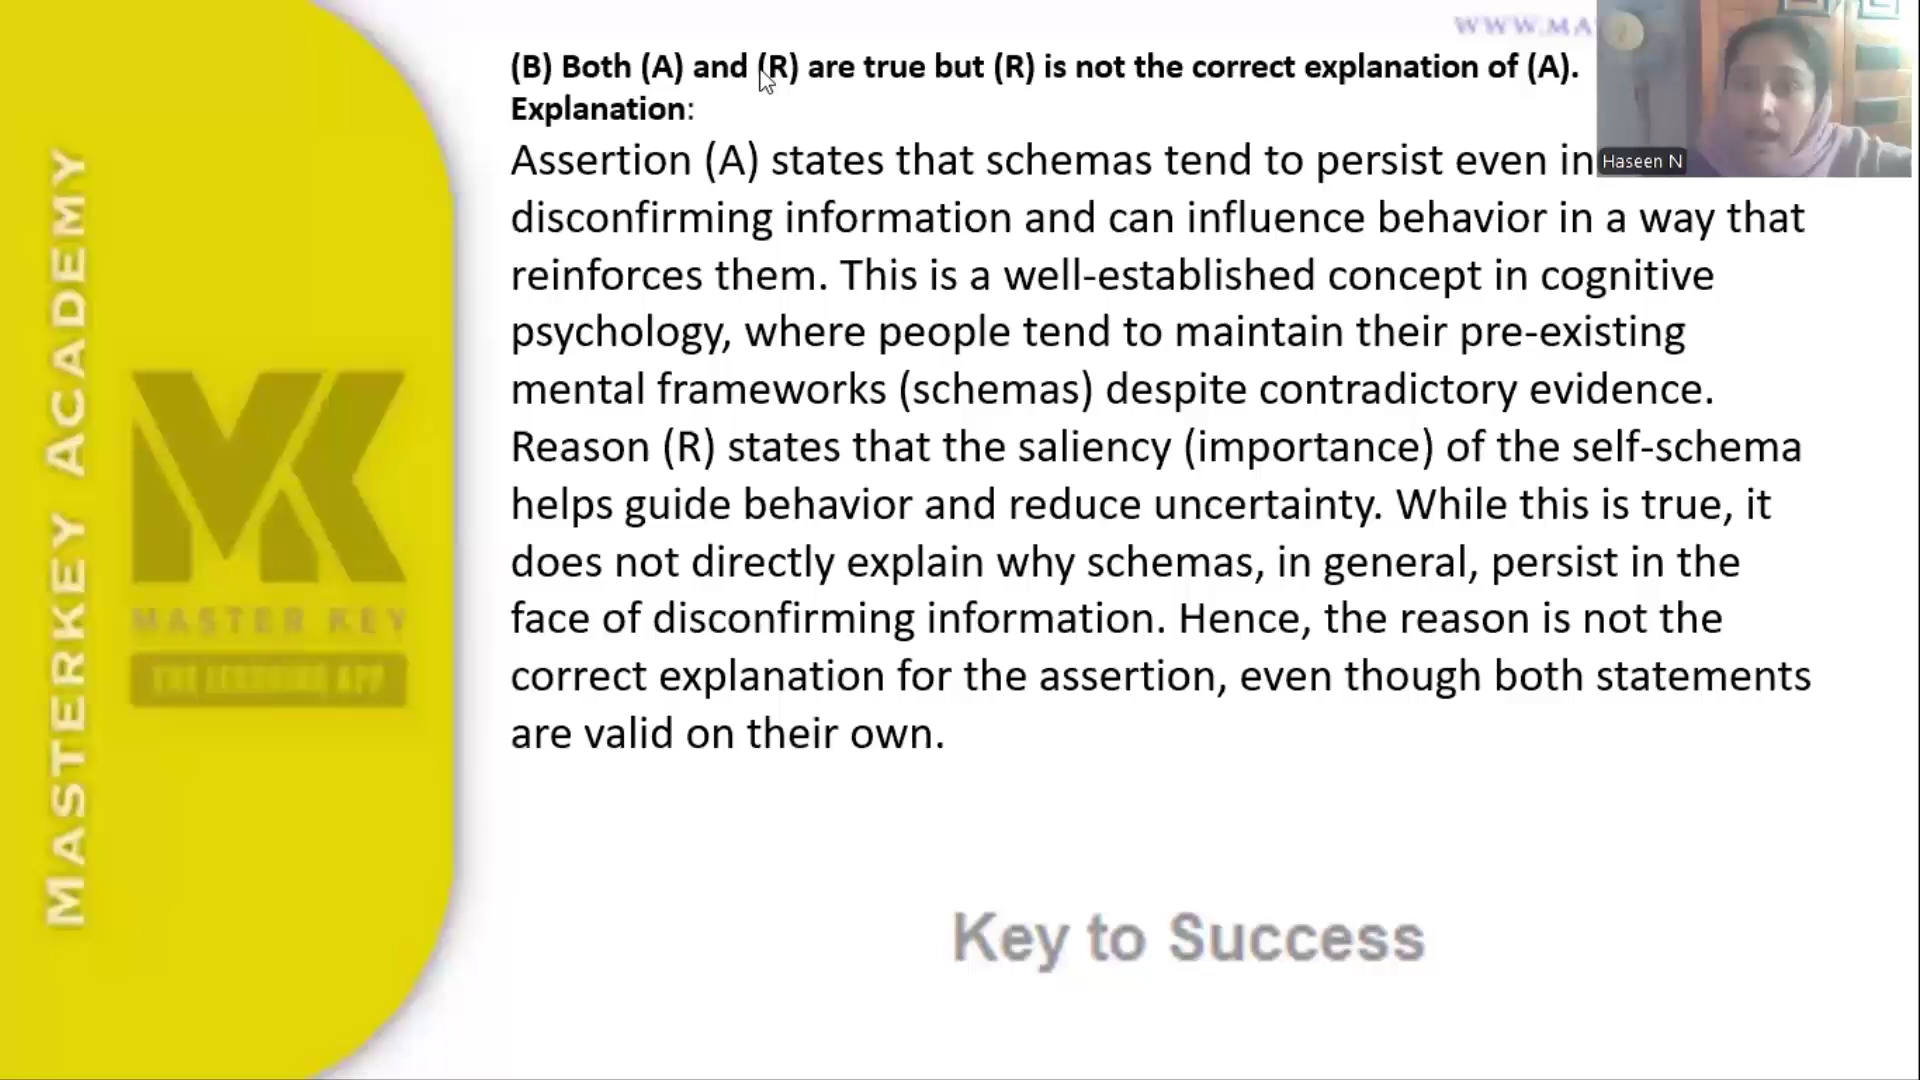 WWW.MA
(B) Both (A) and (R) are true but (R) is not the correct explanation of (A).
Explanation:
Assertion (A) states that schemas tend to persist even in
disconfirming information and can influence behavior in a way that
reinforces them. This is a well-established concept in cognitive
psychology, where people tend to maintain their pre-existing
mental frameworks (schemas) despite contradictory evidence.
Reason (R) states that the saliency (importance) of the self-schema
helps guide behavior and reduce uncertainty. While this is true, it
does not directly explain why schemas, in general, persist in the
face of disconfirming information. Hence, the reason is not the
correct explanation for the assertion, even though both statements
are valid on their own.
Haseen N
MASTERKEY ACADEMY
MK
MASTER KEY
THE LEARNING APP
Key to Success